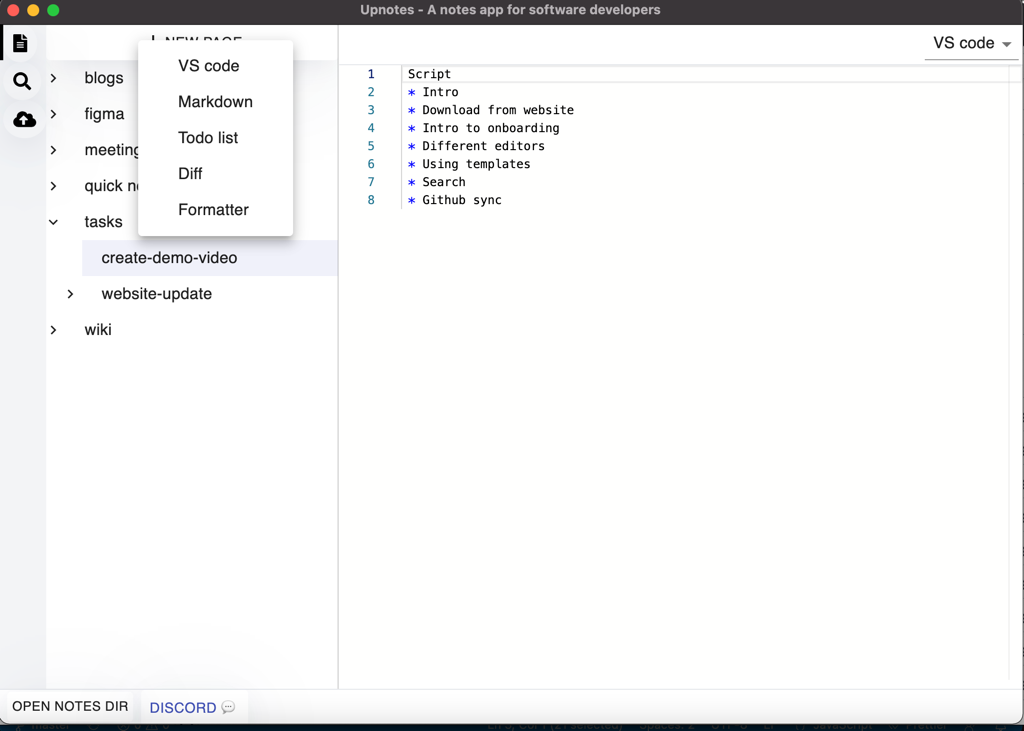 Upnotes - A notes app for software developers
NEW PAGE
VS code
Markdown
Todo list
Diff
Formatter
blogs
figma
meeting
quick
tasks
create-demo-video
website-update
wiki
VS code
1 Script
2 * Intro
3 * Download from website
4 * Intro to onboarding
5 * Different editors
6 * Using templates
7 * Search
8 * Github sync
OPEN NOTES DIR
DISCORD